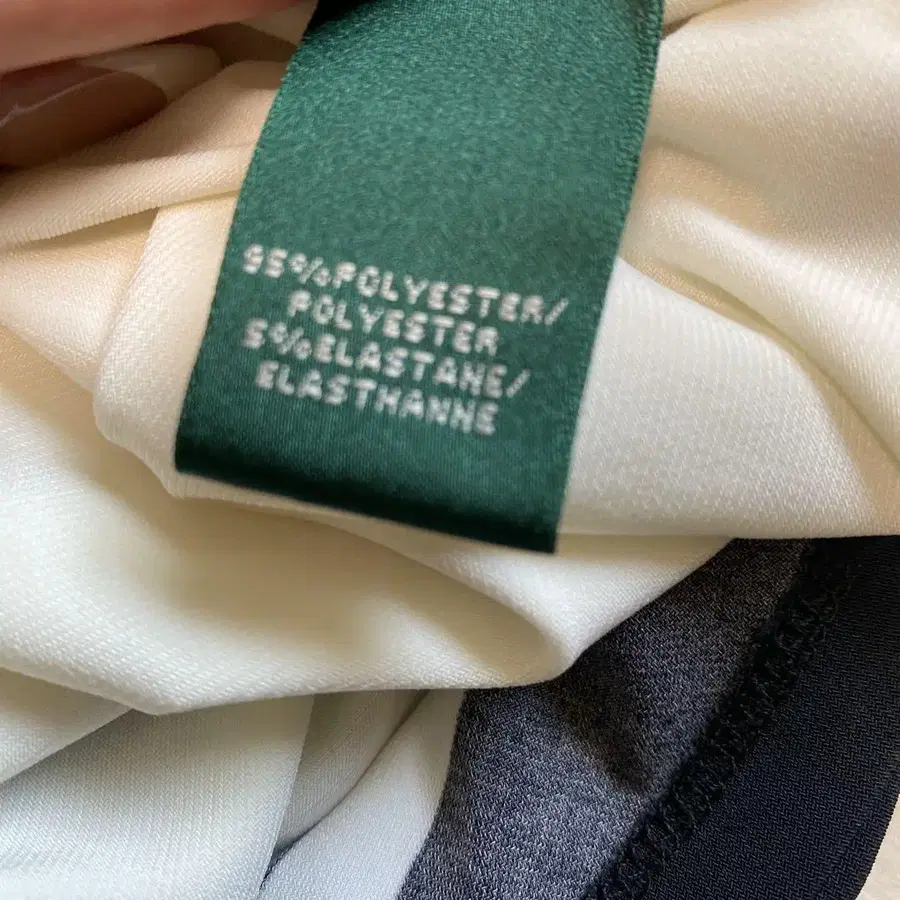 95%POLYESTER/
POLYESTER
5%ELASTANE/
ELASTHANNE